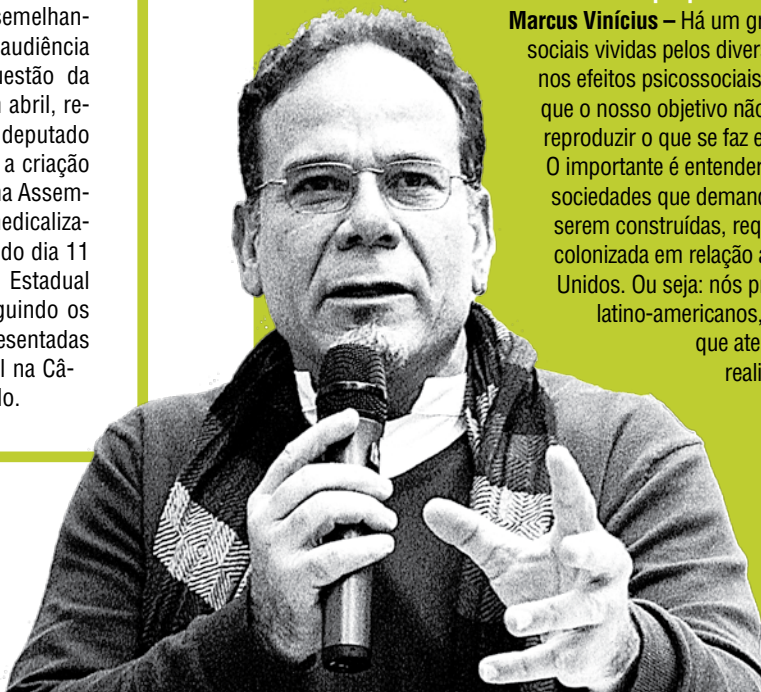 semelhan-
audiência
uestão da
abril, re-
deputado
a criação
na Assem-
edicaliza-
do dia 11
Estadual
guindo os
esentadas
l na Câ-
lo.
Marcus Vinícius – Há um gr
sociais vividas pelos diver
nos efeitos psicossociais
que o nosso objetivo não
reproduzir o que se faz e
O importante é entender
sociedades que demand
serem construídas, req
colonizada em relação a
Unidos. Ou seja: nós pr
latino-americanos,
que ate
reali